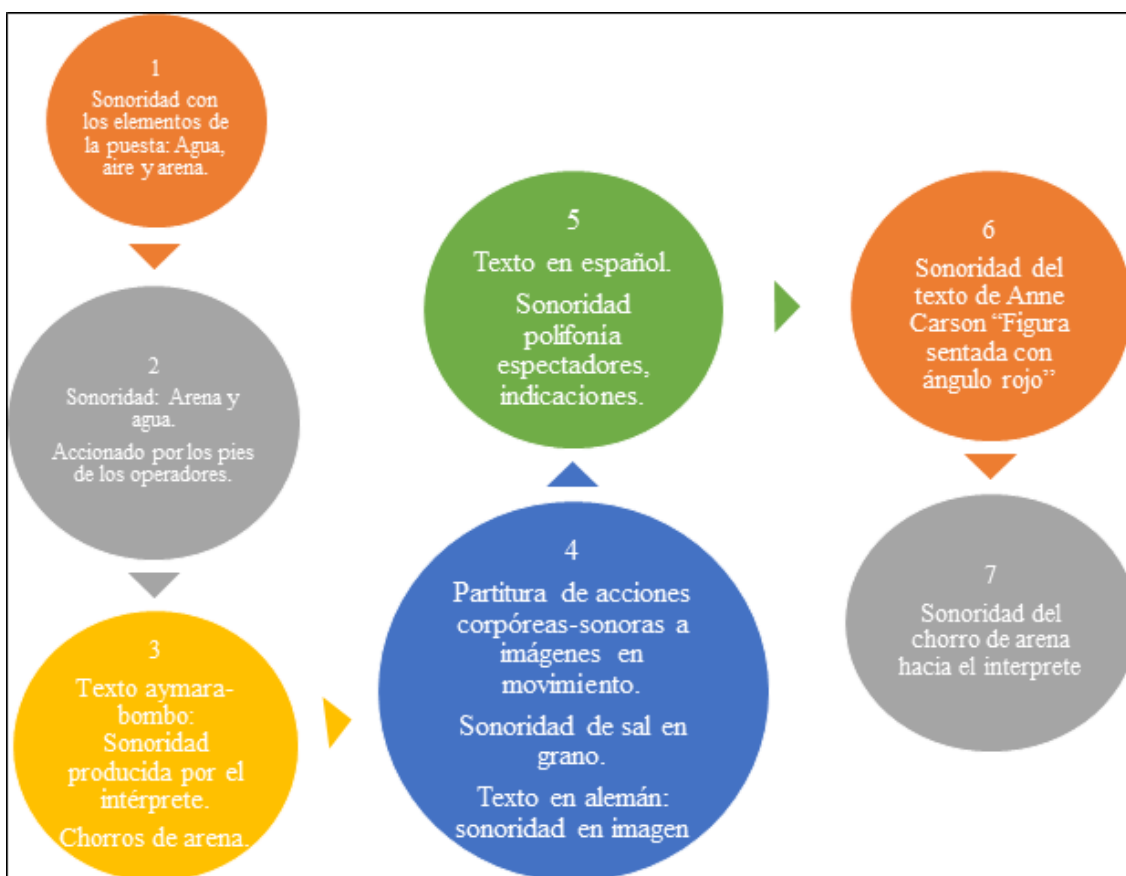 1
Sonoridad con
los elementos de
la puesta: Agua,
aire y arena.
2
Sonoridad: Arena y
agua.
Accionado por los pies
de los operadores.
3
Texto aymara-
bombo:
Sonoridad
producida por el
intérprete.
Chorros de arena.
4
Partitura de acciones
corpóreas-sonoras a
imágenes en
movimiento.
Sonoridad de sal en
grano.
Texto en alemán:
sonoridad en imagen
5
Texto en español.
Sonoridad
polifonía
espectadores,
indicaciones.
6
Sonoridad del
texto de Anne
Carson “Figura
sentada con
ángulo rojo”
7
Sonoridad del
chorro de arena
hacia el interprete